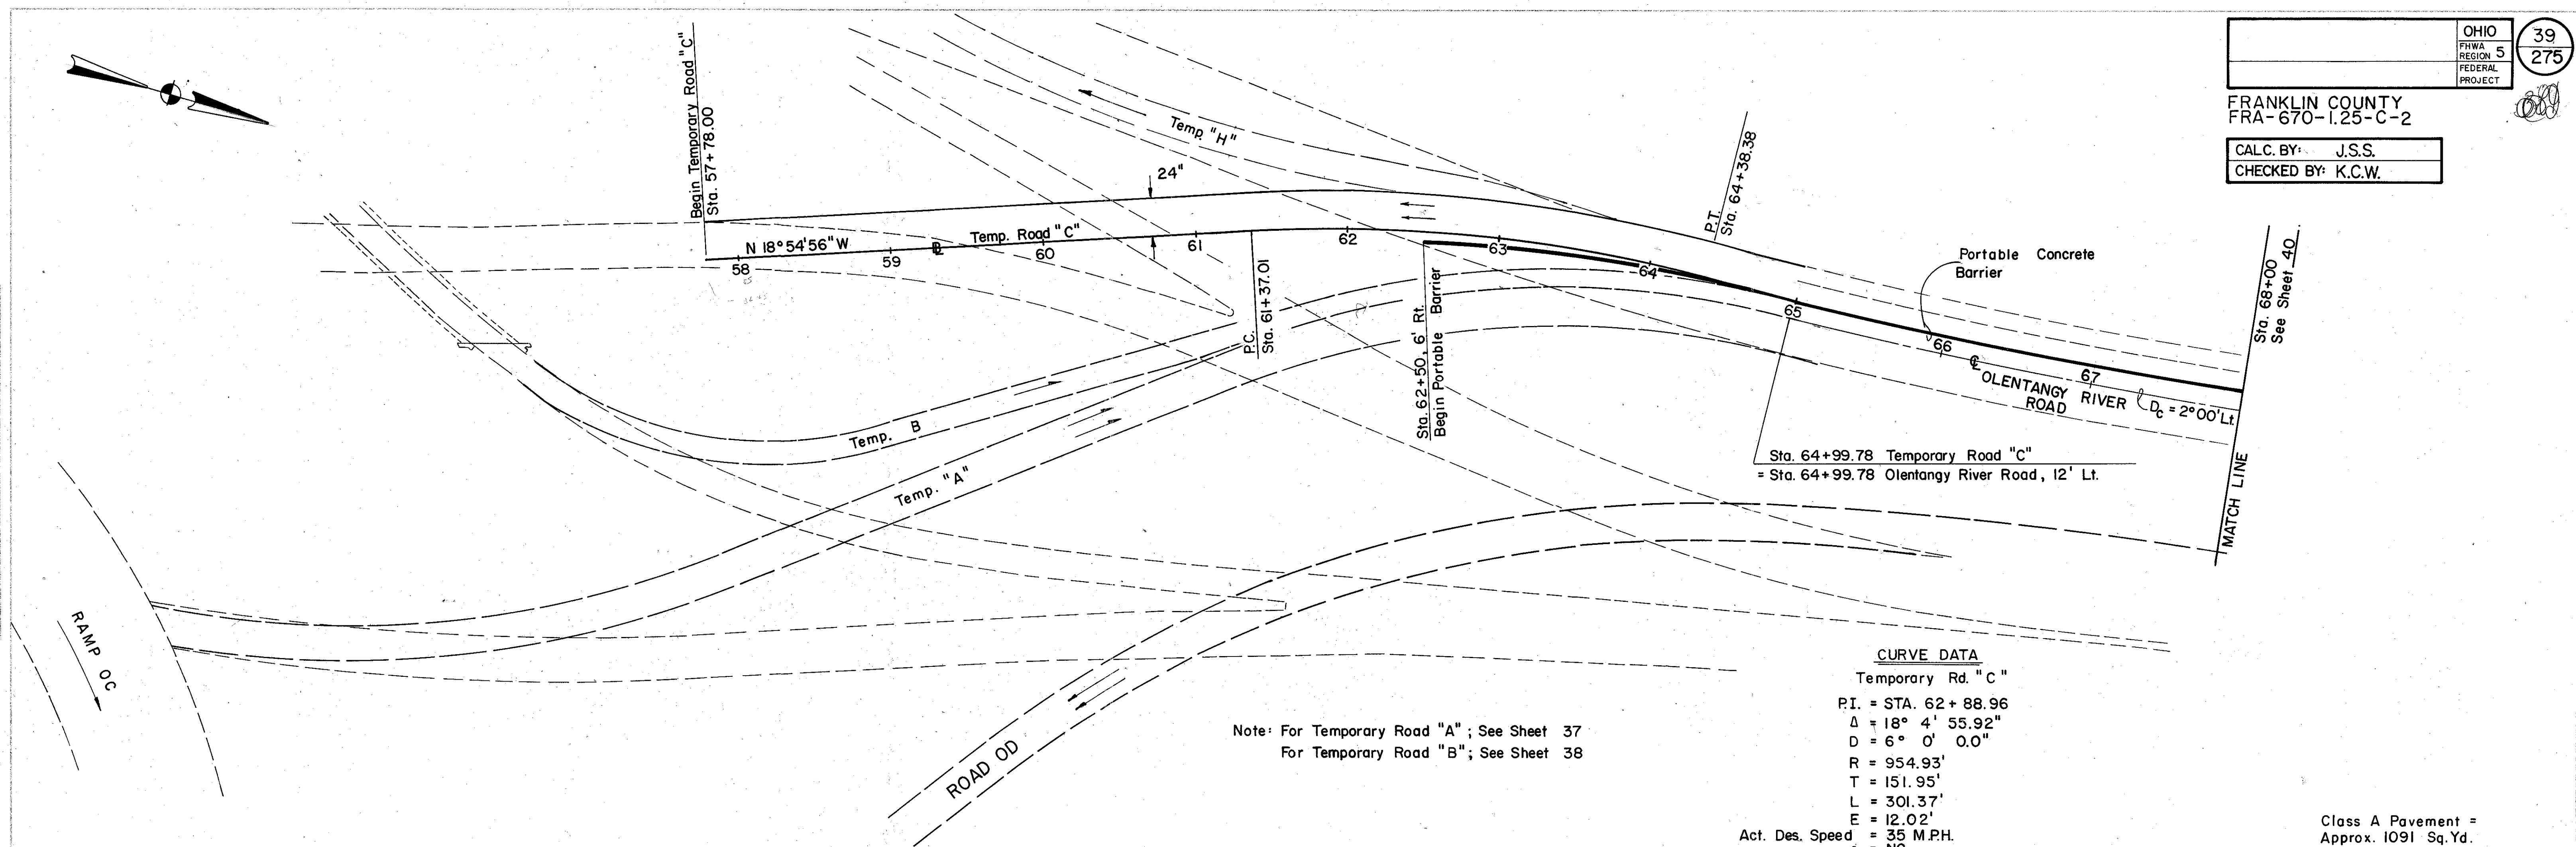 OHIO
FHWA
REGION 5
FEDERAL
PROJECT
39
275
FRANKLIN COUNTY
FRA-670-1.25-C-2
CALC. BY: J.S.S.
CHECKED BY: K.C.W.
Begin Temporary Road "C"
Sta. 57+78.00
Temp. "H"
24"
P.T.
Sta. 64+38.38
N 18°54'56" W
Temp. Road "C"
58
59
60
61
62
63
64
65
66
67
P.C.
Sta. 61+37.01
Sta. 62+50, 6' Rt.
Begin Portable Barrier
Portable Concrete
Barrier
Sta. 68+00
See Sheet 40
OLENTANGY RIVER
ROAD
Dc = 2°00' Lt.
MATCH LINE
Sta. 64+99.78 Temporary Road "C"
= Sta. 64+99.78 Olentangy River Road, 12' Lt.
Temp. B
Temp. "A"
RAMP OC
ROAD OD
Note: For Temporary Road "A"; See Sheet 37
For Temporary Road "B"; See Sheet 38
CURVE DATA
Temporary Rd. "C"
P.I. = STA. 62+88.96
Δ = 18° 4' 55.92"
D = 6° 0' 0.0"
R = 954.93'
T = 151.95'
L = 301.37'
E = 12.02'
Act. Des. Speed = 35 M.P.H.
Class A Pavement =
Approx. 1091 Sq.Yd.